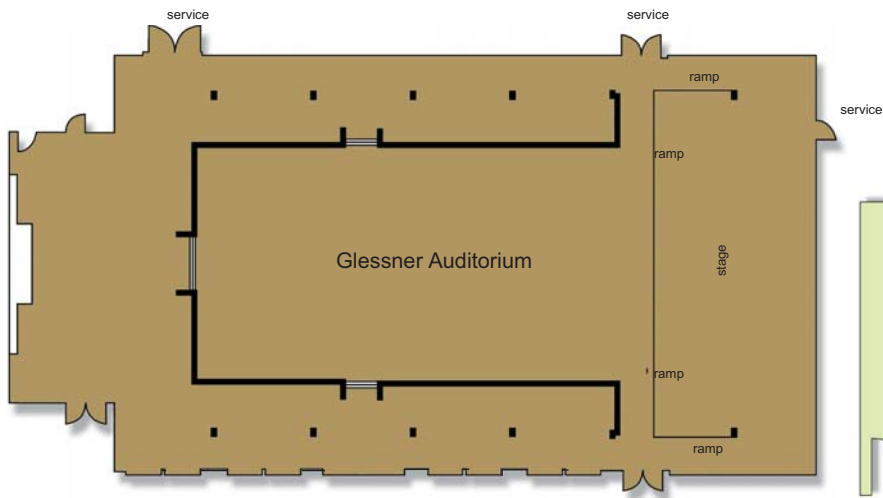 service
service
ramp
service
ramp
Glessner Auditorium
stage
ramp
ramp